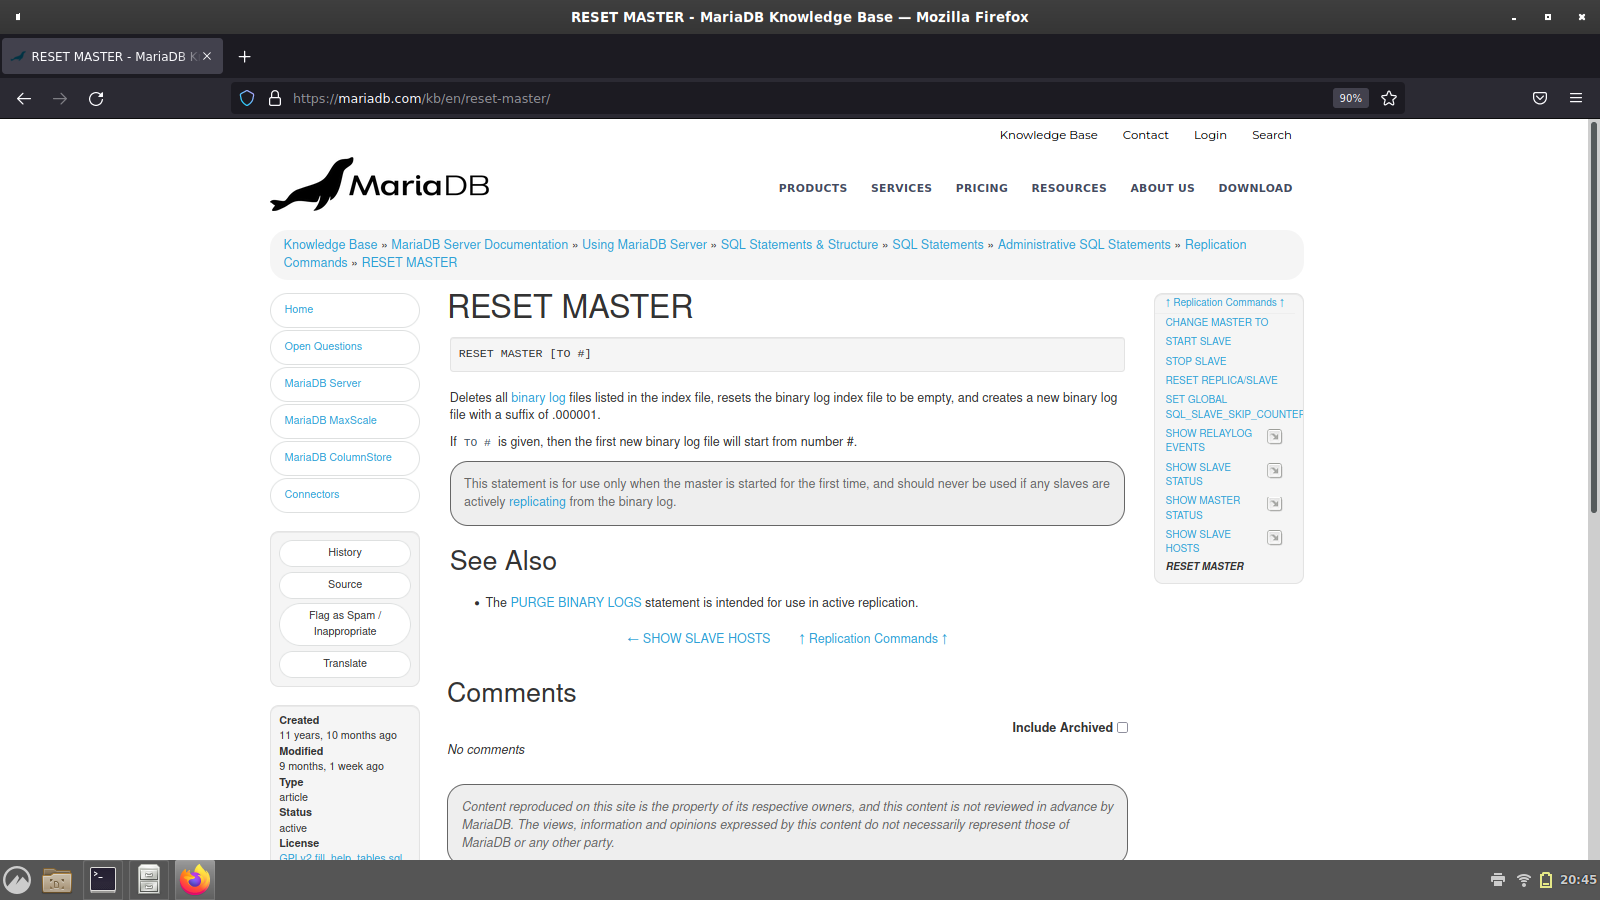 RESET MASTER - MariaDB Knowledge Base — Mozilla Firefox
RESET MASTER - MariaDB K
https://mariadb.com/kb/en/reset-master/
90%
Knowledge Base Contact Login Search
MariaDB
PRODUCTS SERVICES PRICING RESOURCES ABOUT US DOWNLOAD
Knowledge Base » MariaDB Server Documentation » Using MariaDB Server » SQL Statements & Structure » SQL Statements » Administrative SQL Statements » Replication
Commands » RESET MASTER
Home
Open Questions
MariaDB Server
MariaDB MaxScale
MariaDB ColumnStore
Connectors
History
Source
Flag as Spam /
Inappropriate
Translate
Created
11 years, 10 months ago
Modified
9 months, 1 week ago
Type
article
Status
active
License
GPLv2 fill_help_tables.sql
RESET MASTER
RESET MASTER [TO #]
Deletes all binary log files listed in the index file, resets the binary log index file to be empty, and creates a new binary log
file with a suffix of .000001.
If TO # is given, then the first new binary log file will start from number #.
This statement is for use only when the master is started for the first time, and should never be used if any slaves are
actively replicating from the binary log.
See Also
• The PURGE BINARY LOGS statement is intended for use in active replication.
← SHOW SLAVE HOSTS ↑ Replication Commands ↑
Comments
Include Archived
No comments
Content reproduced on this site is the property of its respective owners, and this content is not reviewed in advance by
MariaDB. The views, information and opinions expressed by this content do not necessarily represent those of
MariaDB or any other party.
↑ Replication Commands ↑
CHANGE MASTER TO
START SLAVE
STOP SLAVE
RESET REPLICA/SLAVE
SET GLOBAL
SQL_SLAVE_SKIP_COUNTER
SHOW RELAYLOG
EVENTS
SHOW SLAVE
STATUS
SHOW MASTER
STATUS
SHOW SLAVE
HOSTS
RESET MASTER
20:45